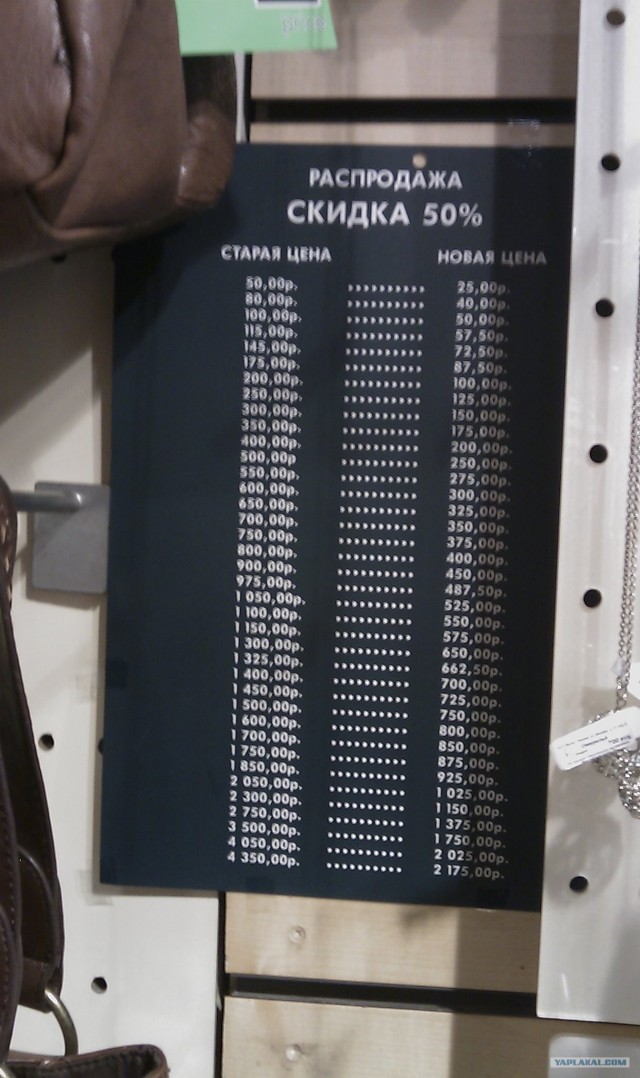 РАСПРОДАЖА
СКИДКА 50%
СТАРАЯ ЦЕНА НОВАЯ ЦЕНА
50,00р. .......... 25,00р.
80,00р. .......... 40,00р.
100,00р. .......... 50,00р.
115,00р. .......... 57,50р.
145,00р. .......... 72,50р.
175,00р. .......... 87,50р.
200,00р. .......... 100,00р.
250,00р. .......... 125,00р.
300,00р. .......... 150,00р.
350,00р. .......... 175,00р.
400,00р. .......... 200,00р.
500,00р .......... 250,00р.
550,00р. .......... 275,00р.
600,00р. .......... 300,00р.
650,00р. .......... 325,00р.
700,00р. .......... 350,00р.
750,00р. .......... 375,00р.
800,00р. .......... 400,00р.
900,00р. .......... 450,00р.
975,00р. .......... 487,50р.
1 050,00р. .......... 525,00р.
1 100,00р. .......... 550,00р.
1 150,00р. .......... 575,00р.
1 300,00р. .......... 650,00р.
1 325,00р. .......... 662,50р.
1 400,00р. .......... 700,00р.
1 450,00р. .......... 725,00р.
1 500,00р. .......... 750,00р.
1 600,00р. .......... 800,00р.
1 700,00р. .......... 850,00р.
1 750,00р. .......... 875,00р.
1 850,00р. .......... 925,00р.
2 050,00р. .......... 1 025,00р.
2 300,00р. .......... 1 150,00р.
2 750,00р. .......... 1 375,00р.
3 500,00р. .......... 1 750,00р.
4 050,00р. .......... 2 025,00р.
4 350,00р. .......... 2 175,00р.
YAPLAKAL.COM